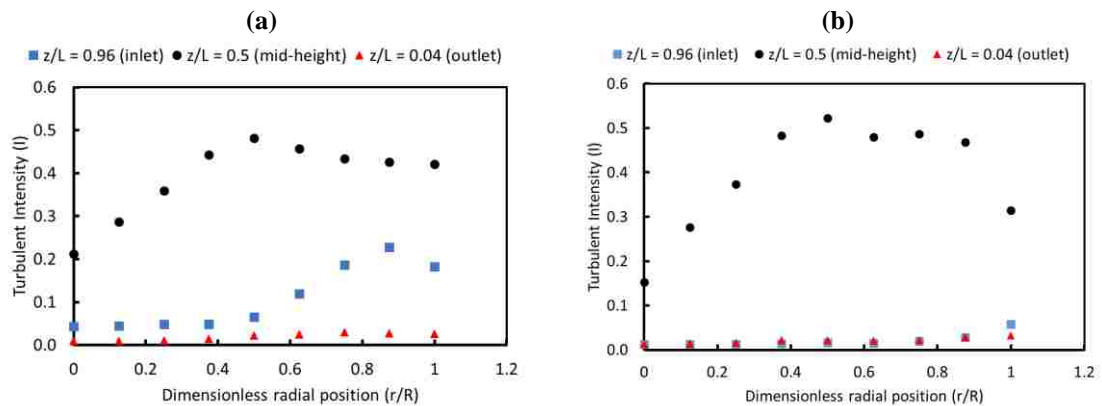 (a)
z/L = 0.96 (inlet) z/L = 0.5 (mid-height) z/L = 0.04 (outlet)
0.6
0.5
0.4
0.3
0.2
0.1
0.0
0 0.2 0.4 0.6 0.8 1 1.2
Turbulent Intensity (I)
Dimensionless radial position (r/R)
(b)
z/L = 0.96 (inlet) z/L = 0.5 (mid-height) z/L = 0.04 (outlet)
0.6
0.5
0.4
0.3
0.2
0.1
0.0
0 0.2 0.4 0.6 0.8 1 1.2
Turbulent Intensity (I)
Dimensionless radial position (r/R)